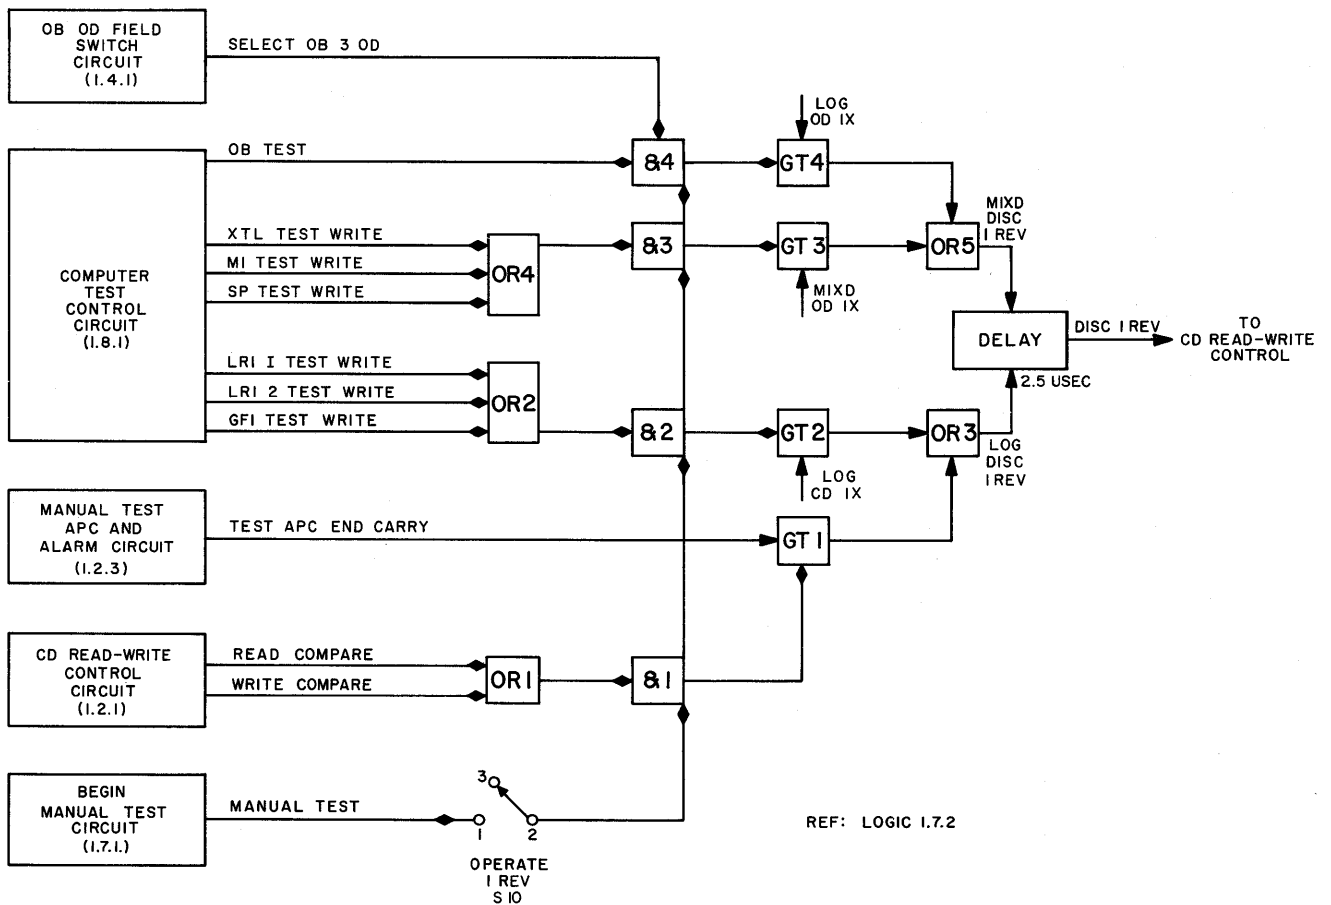 OB OD FIELD
SWITCH
CIRCUIT
(1.4.1)
SELECT OB 3 OD
LOG
OD IX
OB TEST
&4
GT4
COMPUTER
TEST
CONTROL
CIRCUIT
(1.8.1)
XTL TEST WRITE
MI TEST WRITE
SP TEST WRITE
OR4
&3
GT 3
MIXD
OD IX
OR5
MIXD
DISC
1 REV
DELAY
DISC 1 REV
TO
CD READ-WRITE
CONTROL
2.5 USEC
LRI 1 TEST WRITE
LRI 2 TEST WRITE
GFI TEST WRITE
OR2
&2
GT2
LOG
CD IX
OR3
LOG
DISC
1 REV
MANUAL TEST
APC AND
ALARM CIRCUIT
(1.2.3)
TEST APC END CARRY
GT 1
CD READ-WRITE
CONTROL
CIRCUIT
(1.2.1)
READ COMPARE
WRITE COMPARE
OR1
&1
BEGIN
MANUAL TEST
CIRCUIT
(1.7.1.)
MANUAL TEST
3
1
2
OPERATE
1 REV
S 10
REF: LOGIC 1.7.2